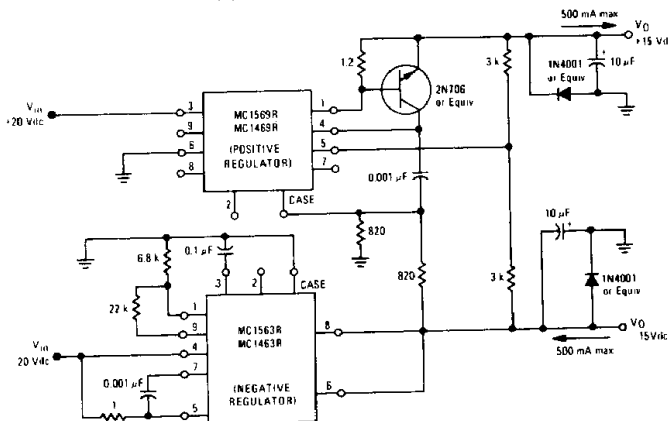 500 mA max
VO
+15 Vd
1.2
3 k
1N4001
or Equiv
10 µF
2N706
or Equiv
Vin
+20 Vdc
3
9
6
8
MC1569R
MC1469R
(POSITIVE
REGULATOR)
1
4
5
7
2
CASE
0.001 µF
820
820
6.8 k
0.1 µF
3
2
CASE
22 k
1
9
4
7
5
MC1563R
MC1463R
(NEGATIVE
REGULATOR)
8
6
Vin
20 Vdc
0.001 µF
1
3 k
10 µF
1N4001
or Equiv
VO
15 Vdc
500 mA max